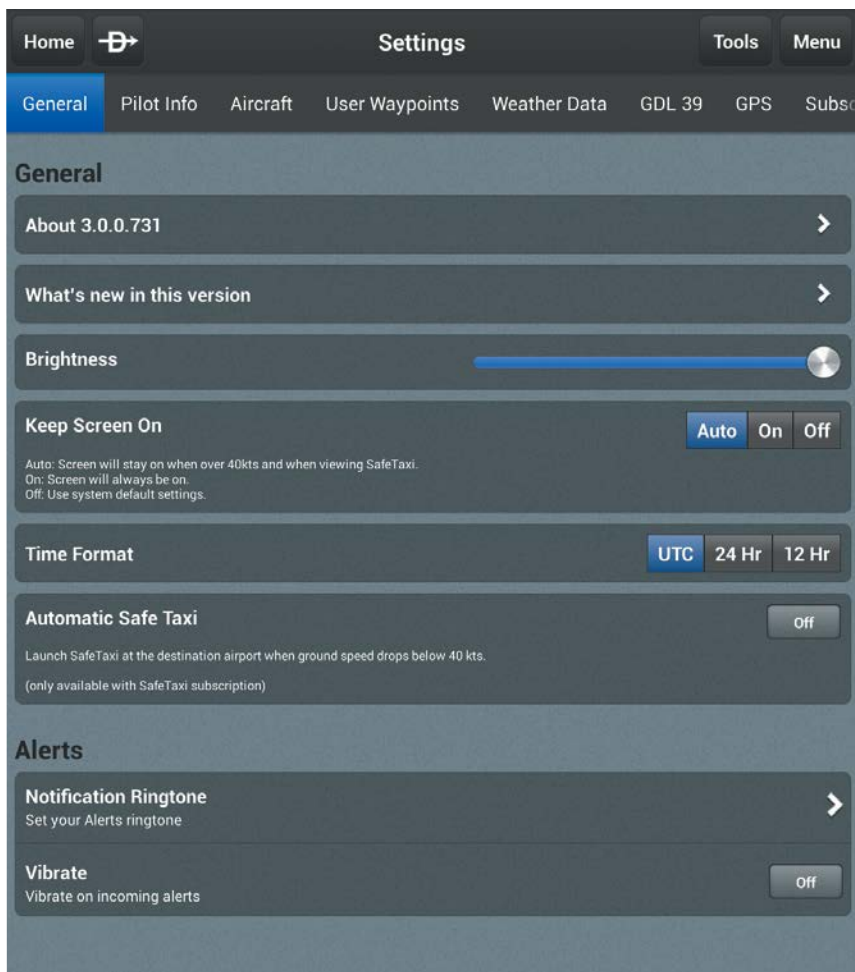 Home
Settings
Tools
Menu
General
Pilot Info
Aircraft
User Waypoints
Weather Data
GDL 39
GPS
Subsc
General
About 3.0.0.731
What's new in this version
Brightness
Keep Screen On
Auto On Off
Auto: Screen will stay on when over 40kts and when viewing SafeTaxi.
On: Screen will always be on.
Off: Use system default settings.
Time Format
UTC 24 Hr 12 Hr
Automatic Safe Taxi
Off
Launch SafeTaxi at the destination airport when ground speed drops below 40 kts.
(only available with SafeTaxi subscription)
Alerts
Notification Ringtone
Set your Alerts ringtone
Vibrate
Off
Vibrate on incoming alerts